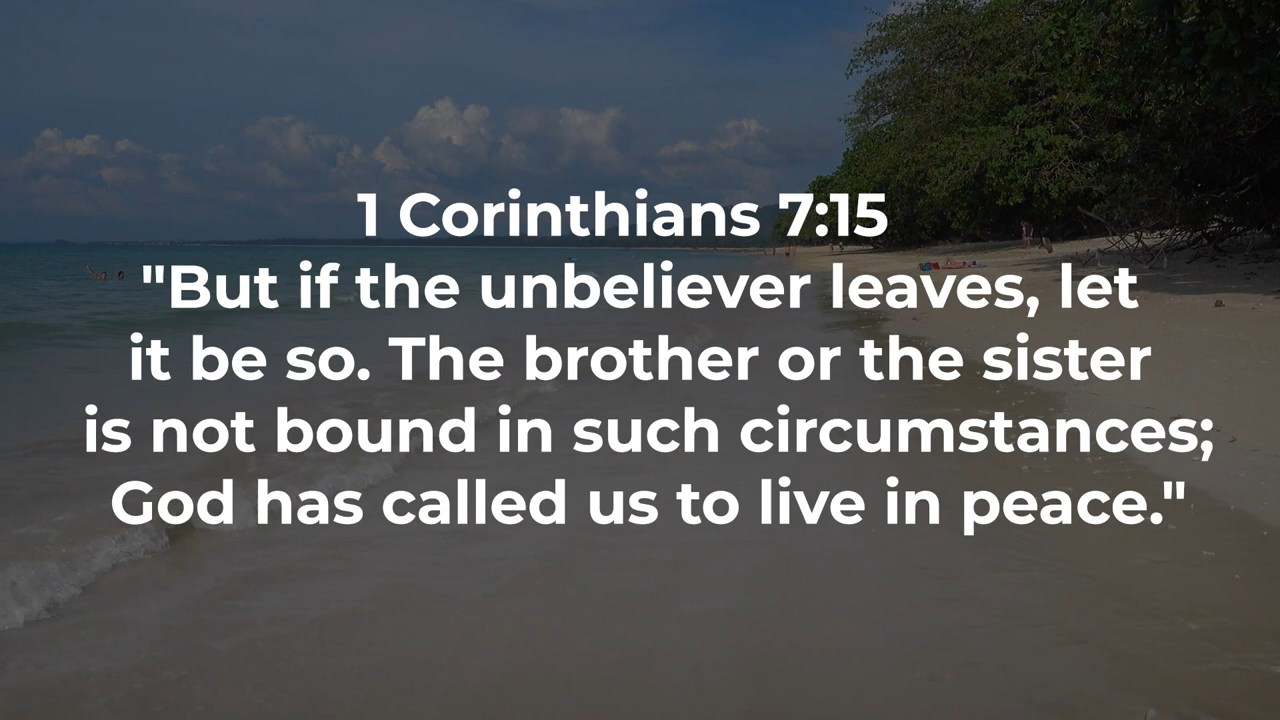 1 Corinthians 7:15
"But if the unbeliever leaves, let
it be so. The brother or the sister
is not bound in such circumstances;
God has called us to live in peace."